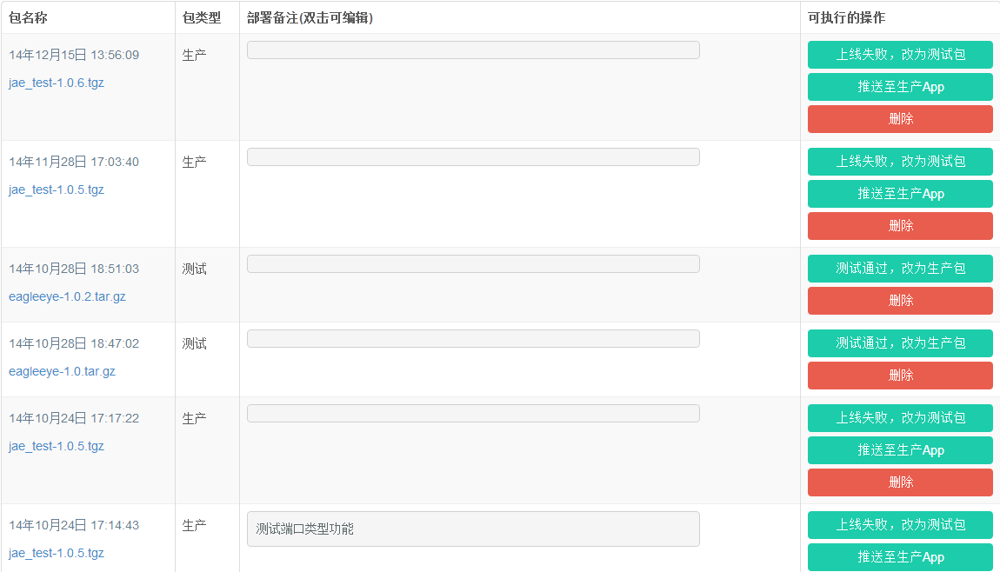 包名称 包类型 部署备注(双击可编辑) 可执行的操作
14年12月15日 13:56:09 生产 上线失败，改为测试包
jae_test-1.0.6.tgz 推送至生产App
删除
14年11月28日 17:03:40 生产 上线失败，改为测试包
jae_test-1.0.5.tgz 推送至生产App
删除
14年10月28日 18:51:03 测试 测试通过，改为生产包
eagleeye-1.0.2.tar.gz 删除
14年10月28日 18:47:02 测试 测试通过，改为生产包
eagleeye-1.0.tar.gz 删除
14年10月24日 17:17:22 生产 上线失败，改为测试包
jae_test-1.0.5.tgz 推送至生产App
删除
14年10月24日 17:14:43 生产 测试端口类型功能 上线失败，改为测试包
jae_test-1.0.5.tgz 推送至生产App